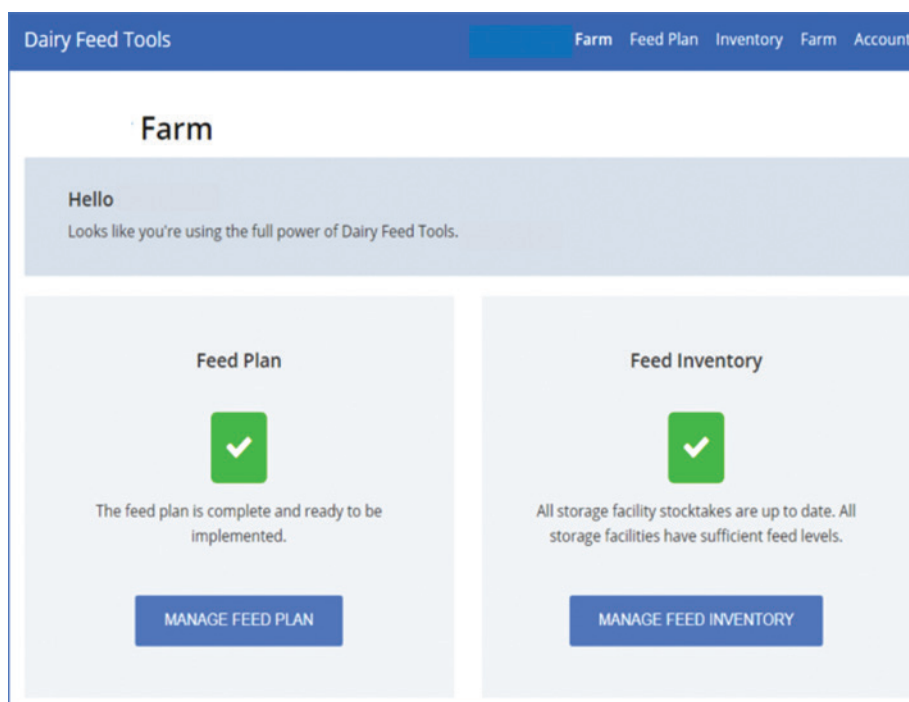 Dairy Feed Tools Farm Feed Plan Inventory Farm Account
Farm
Hello
Looks like you're using the full power of Dairy Feed Tools.
Feed Plan
The feed plan is complete and ready to be
implemented.
MANAGE FEED PLAN
Feed Inventory
All storage facility stocktakes are up to date. All
storage facilities have sufficient feed levels.
MANAGE FEED INVENTORY